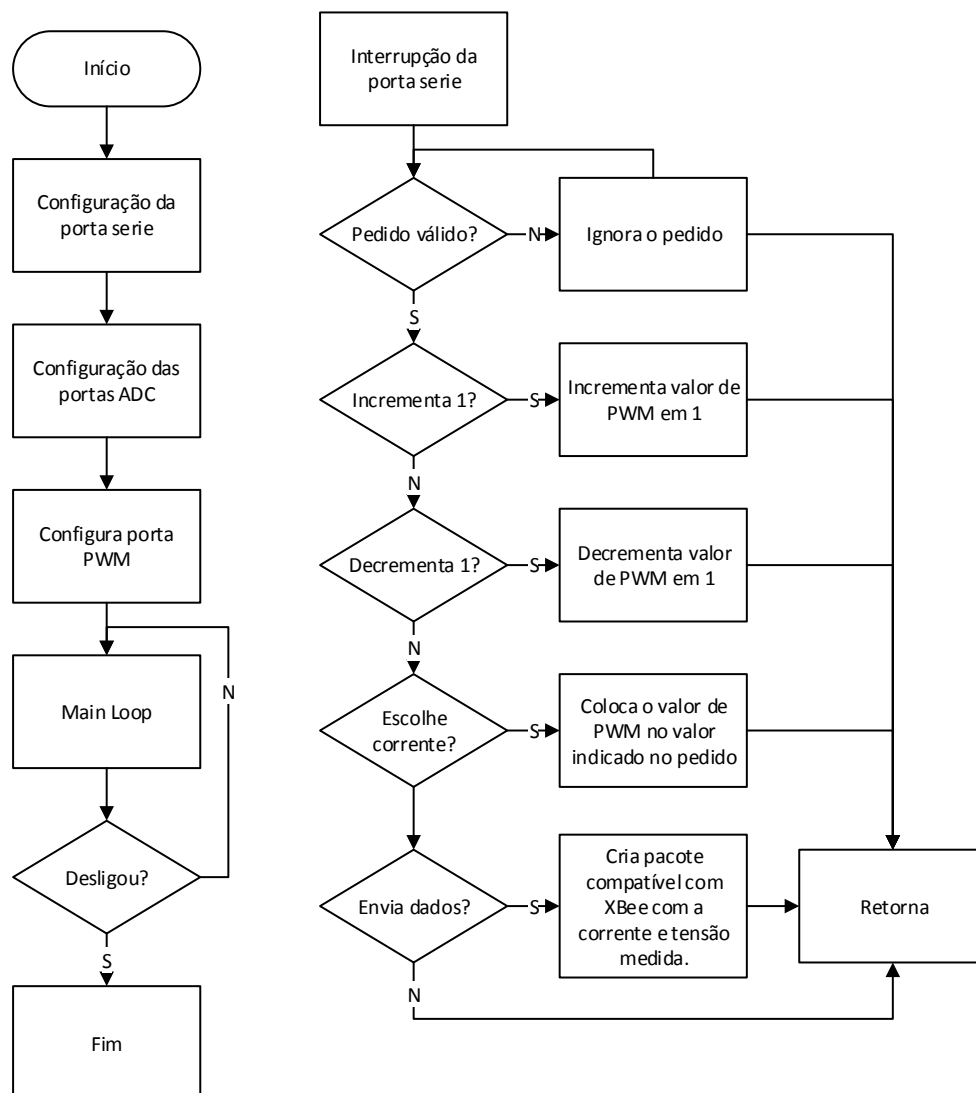 Início
Configuração da
porta serie
Configuração das
portas ADC
Configura porta
PWM
Main Loop
N
Desligou?
S
Fim
Interrupção da
porta serie
Pedido válido?
N
Ignora o pedido
S
Incrementa 1?
S
Incrementa valor de
PWM em 1
N
Decrementa 1?
S
Decrementa valor
de PWM em 1
N
Escolhe
corrente?
S
Coloca o valor de
PWM no valor
indicado no pedido
Envia dados?
S
Cria pacote
compatível com
XBee com a
corrente e tensão
medida.
Retorna
N